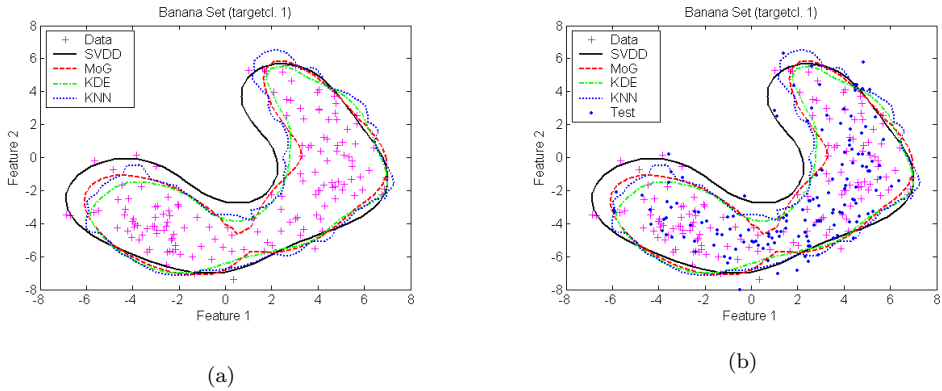 Banana Set (targetcl. 1)
Data
SVDD
MoG
KDE
KNN
8
6
4
2
0
-2
-4
-6
-8
Feature 2
-8 -6 -4 -2 0 2 4 6 8
Feature 1
(a)
Banana Set (targetcl. 1)
Data
SVDD
MoG
KDE
KNN
Test
8
6
4
2
0
-2
-4
-6
-8
Feature 2
-8 -6 -4 -2 0 2 4 6 8
Feature 1
(b)